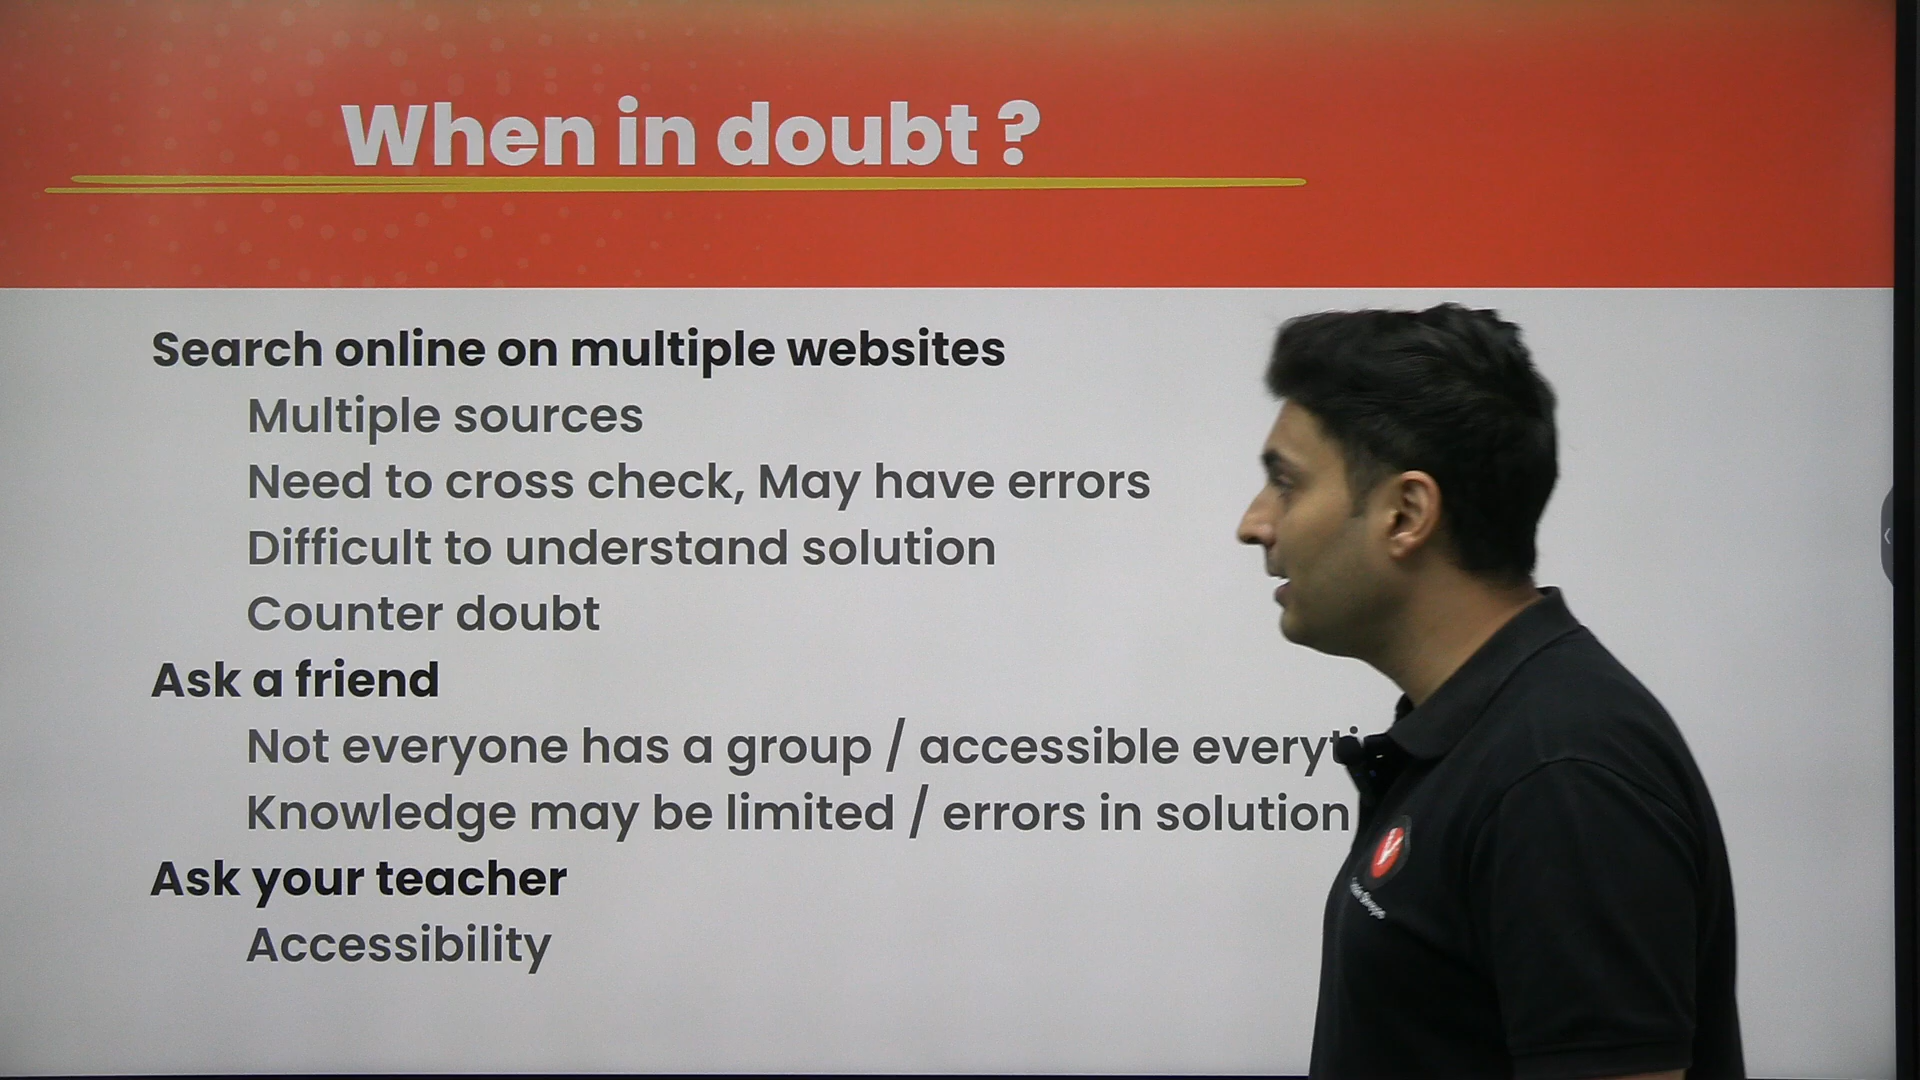 When in doubt ?
Search online on multiple websites
Multiple sources
Need to cross check, May have errors
Difficult to understand solution
Counter doubt
Ask a friend
Not everyone has a group / accessible everyti
Knowledge may be limited / errors in solution
Ask your teacher
Accessibility